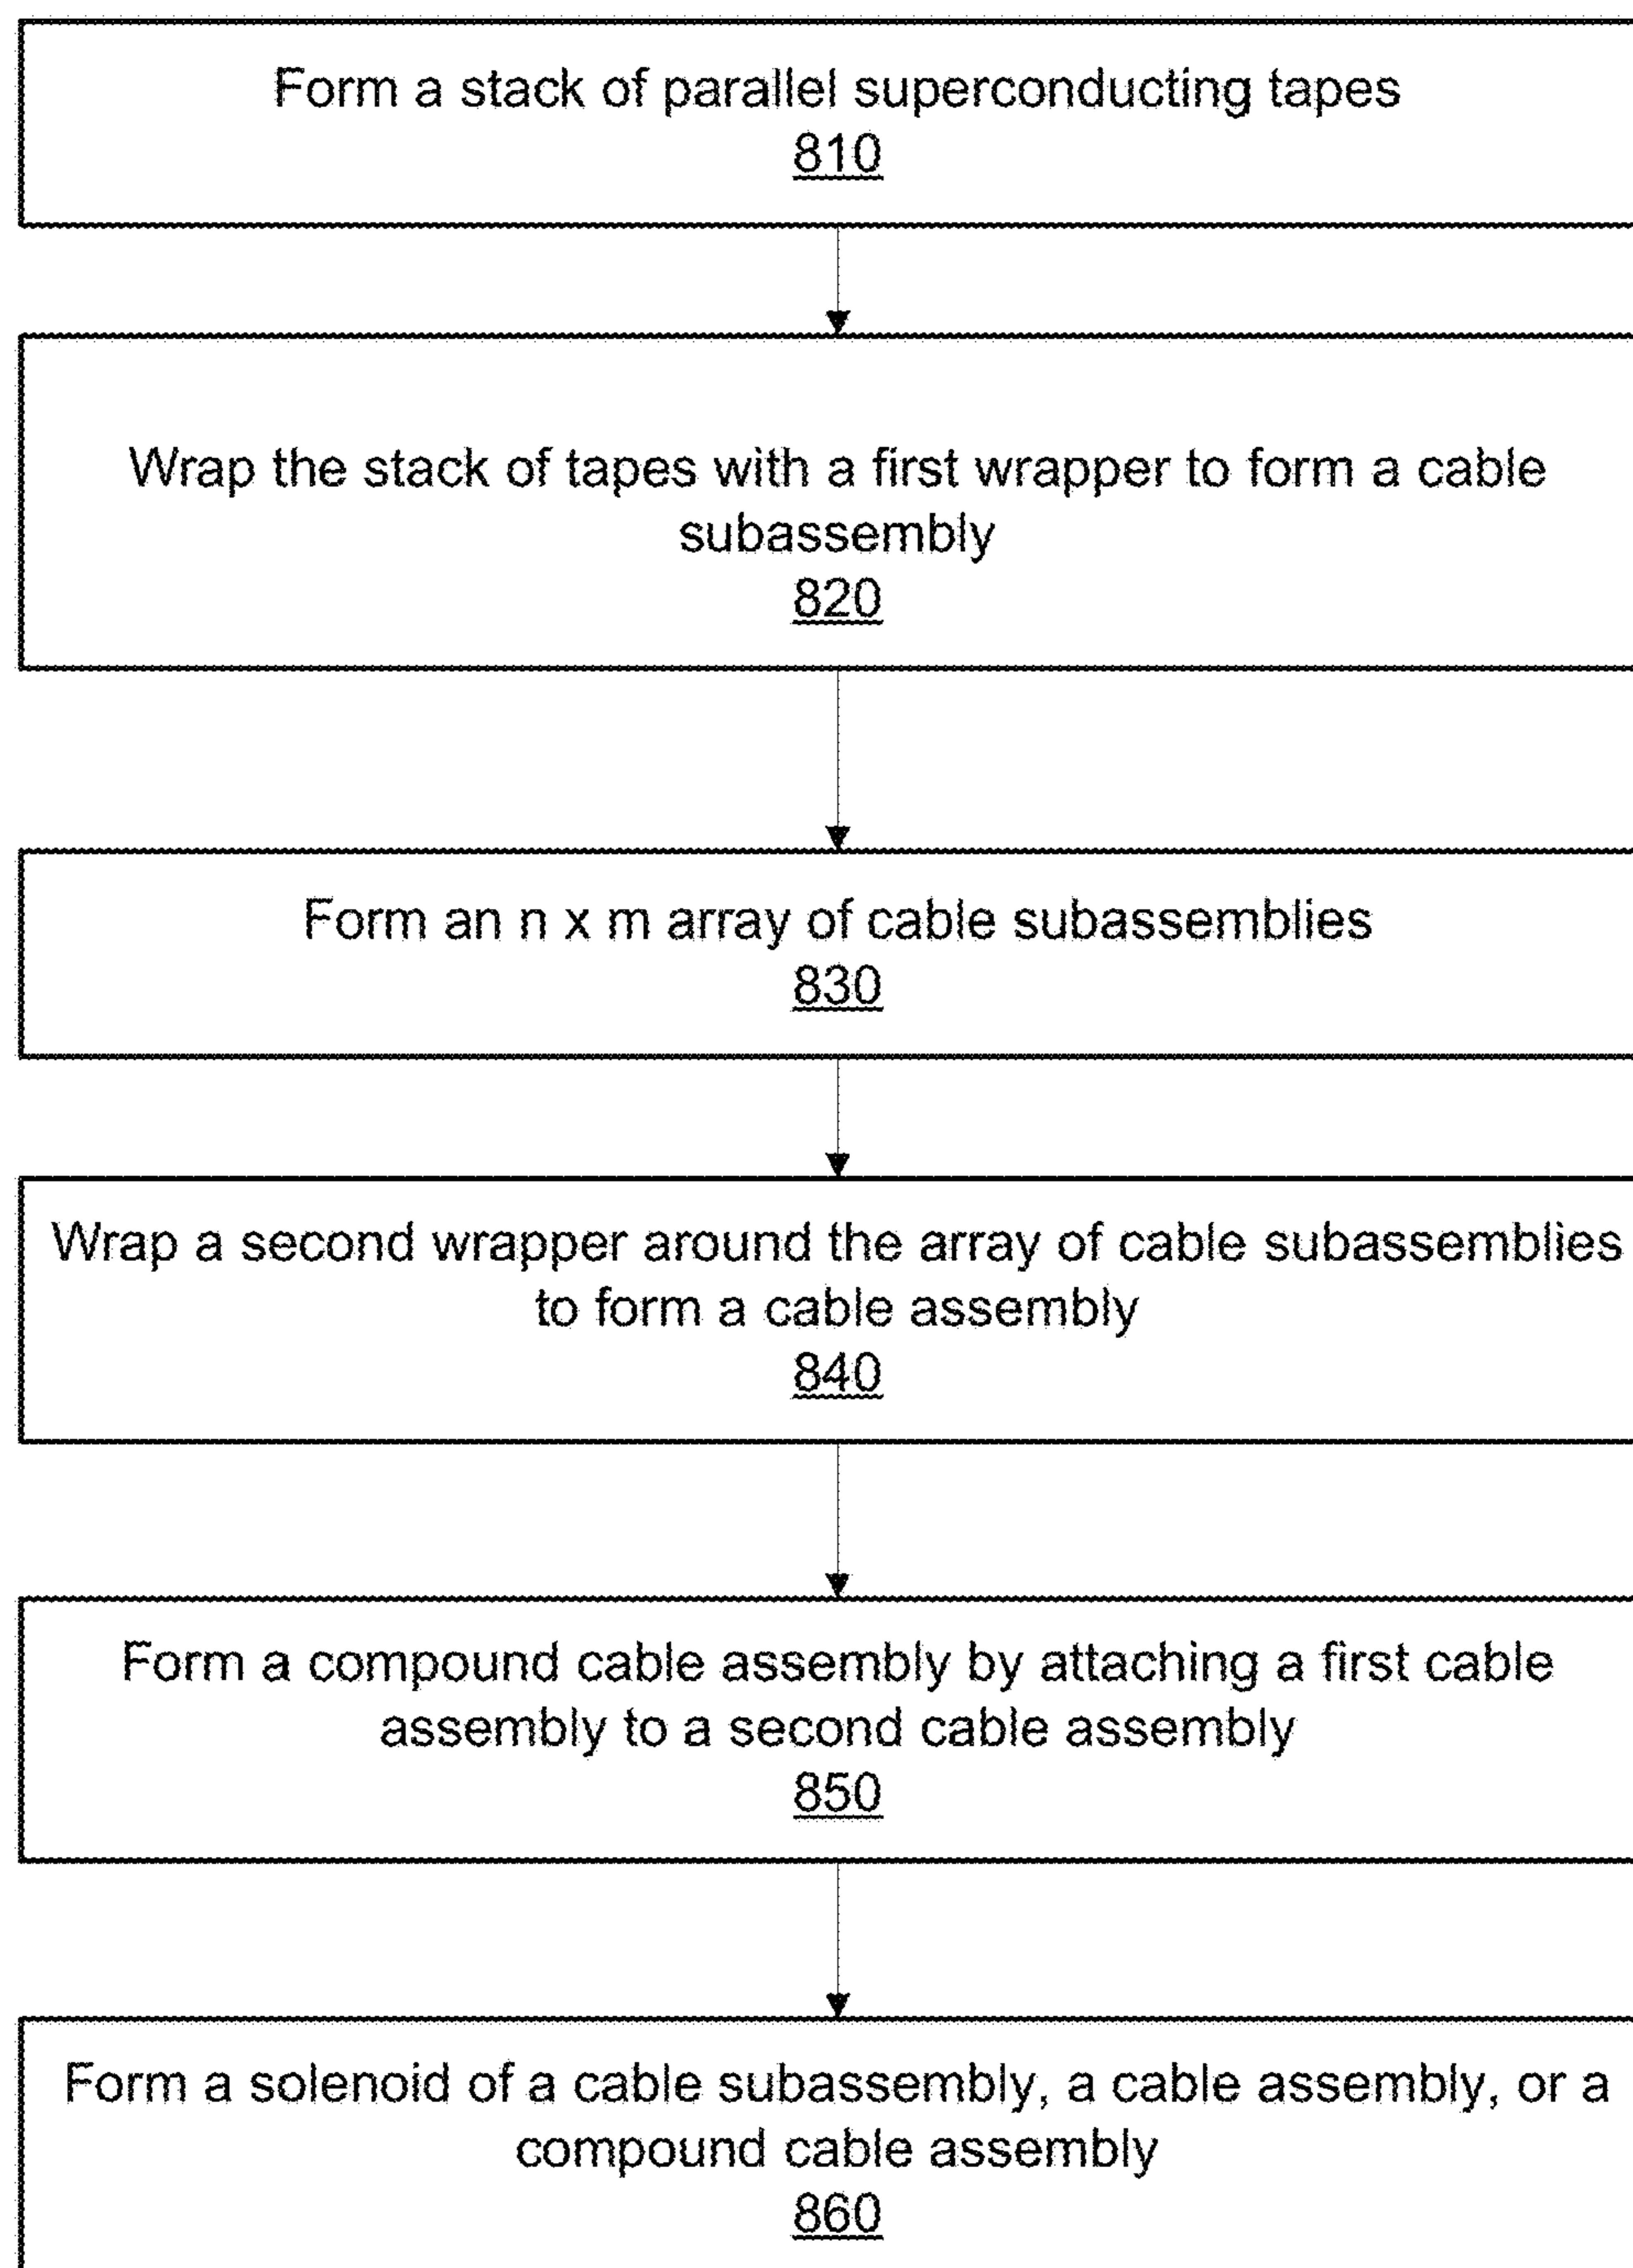 Form a stack of parallel superconducting tapes
810
Wrap the stack of tapes with a first wrapper to form a cable
subassembly
820
Form an n x m array of cable subassemblies
830
Wrap a second wrapper around the array of cable subassemblies
to form a cable assembly
840
Form a compound cable assembly by attaching a first cable
assembly to a second cable assembly
850
Form a solenoid of a cable subassembly, a cable assembly, or a
compound cable assembly
860